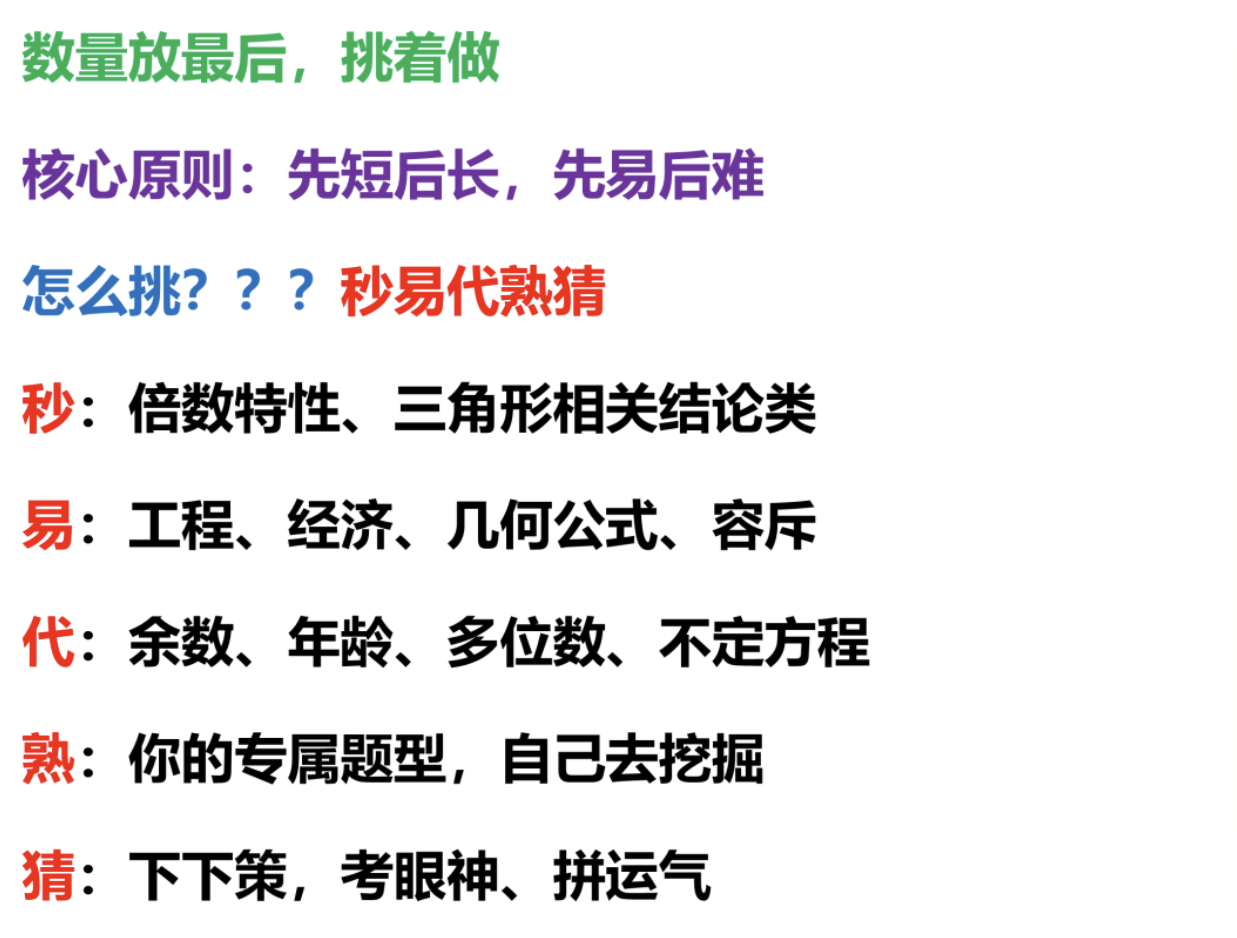 数量放最后，挑着做
核心原则：先短后长，先易后难
怎么挑？？？秒易代熟猜
秒：倍数特性、三角形相关结论类
易：工程、经济、几何公式、容斥
代：余数、年龄、多位数、不定方程
熟：你的专属题型，自己去挖掘
猜：下下策，考眼神、拼运气